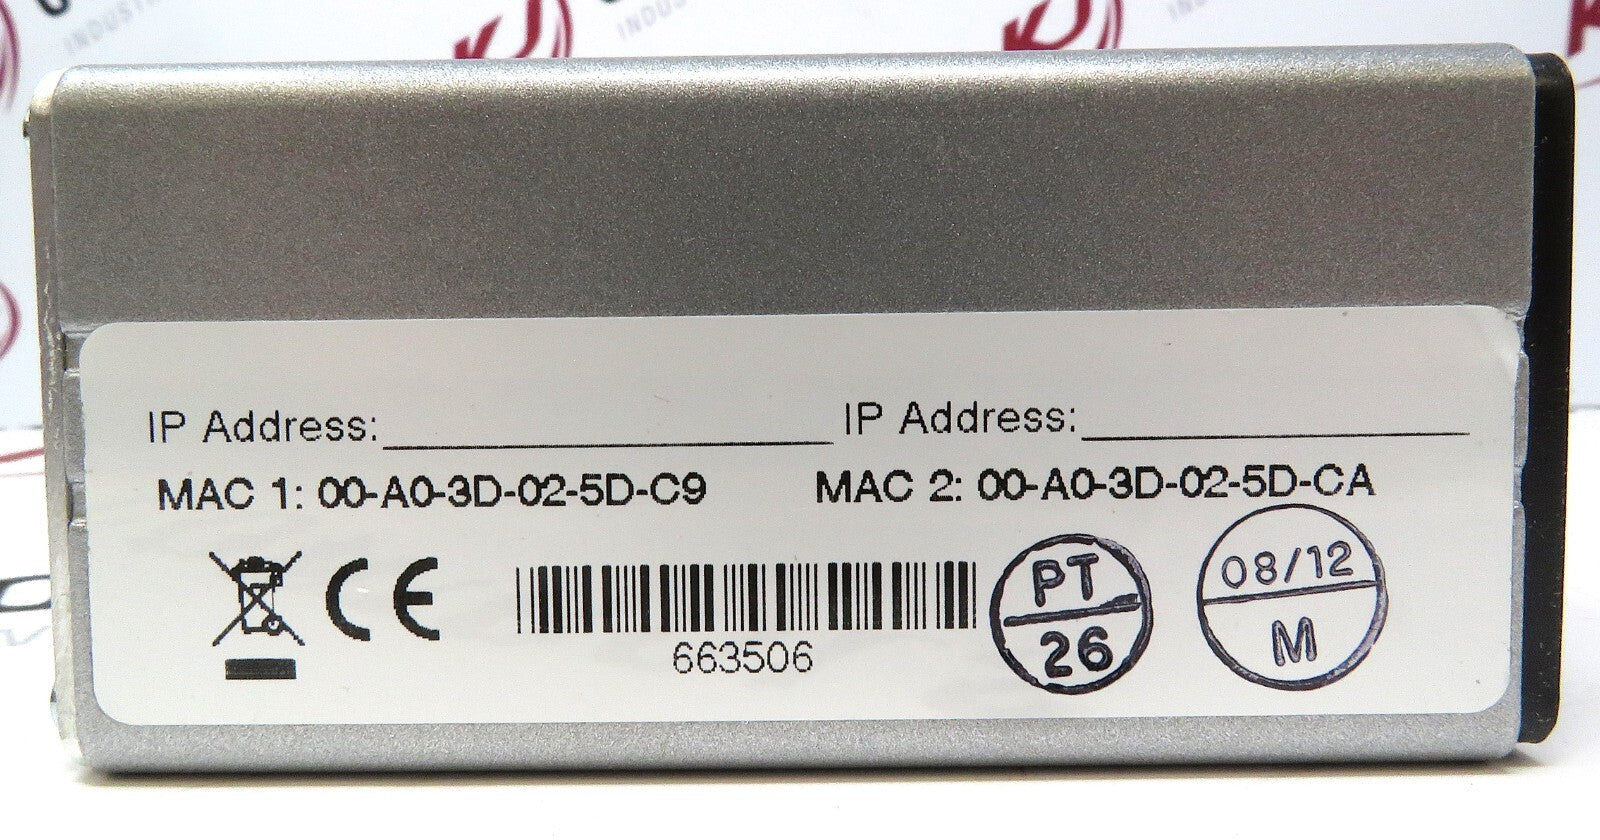 IP Address: IP Address:
MAC 1: 00-A0-3D-02-5D-C9 MAC 2: 00-A0-3D-02-5D-CA
CE
663506
PT
26
08/12
M